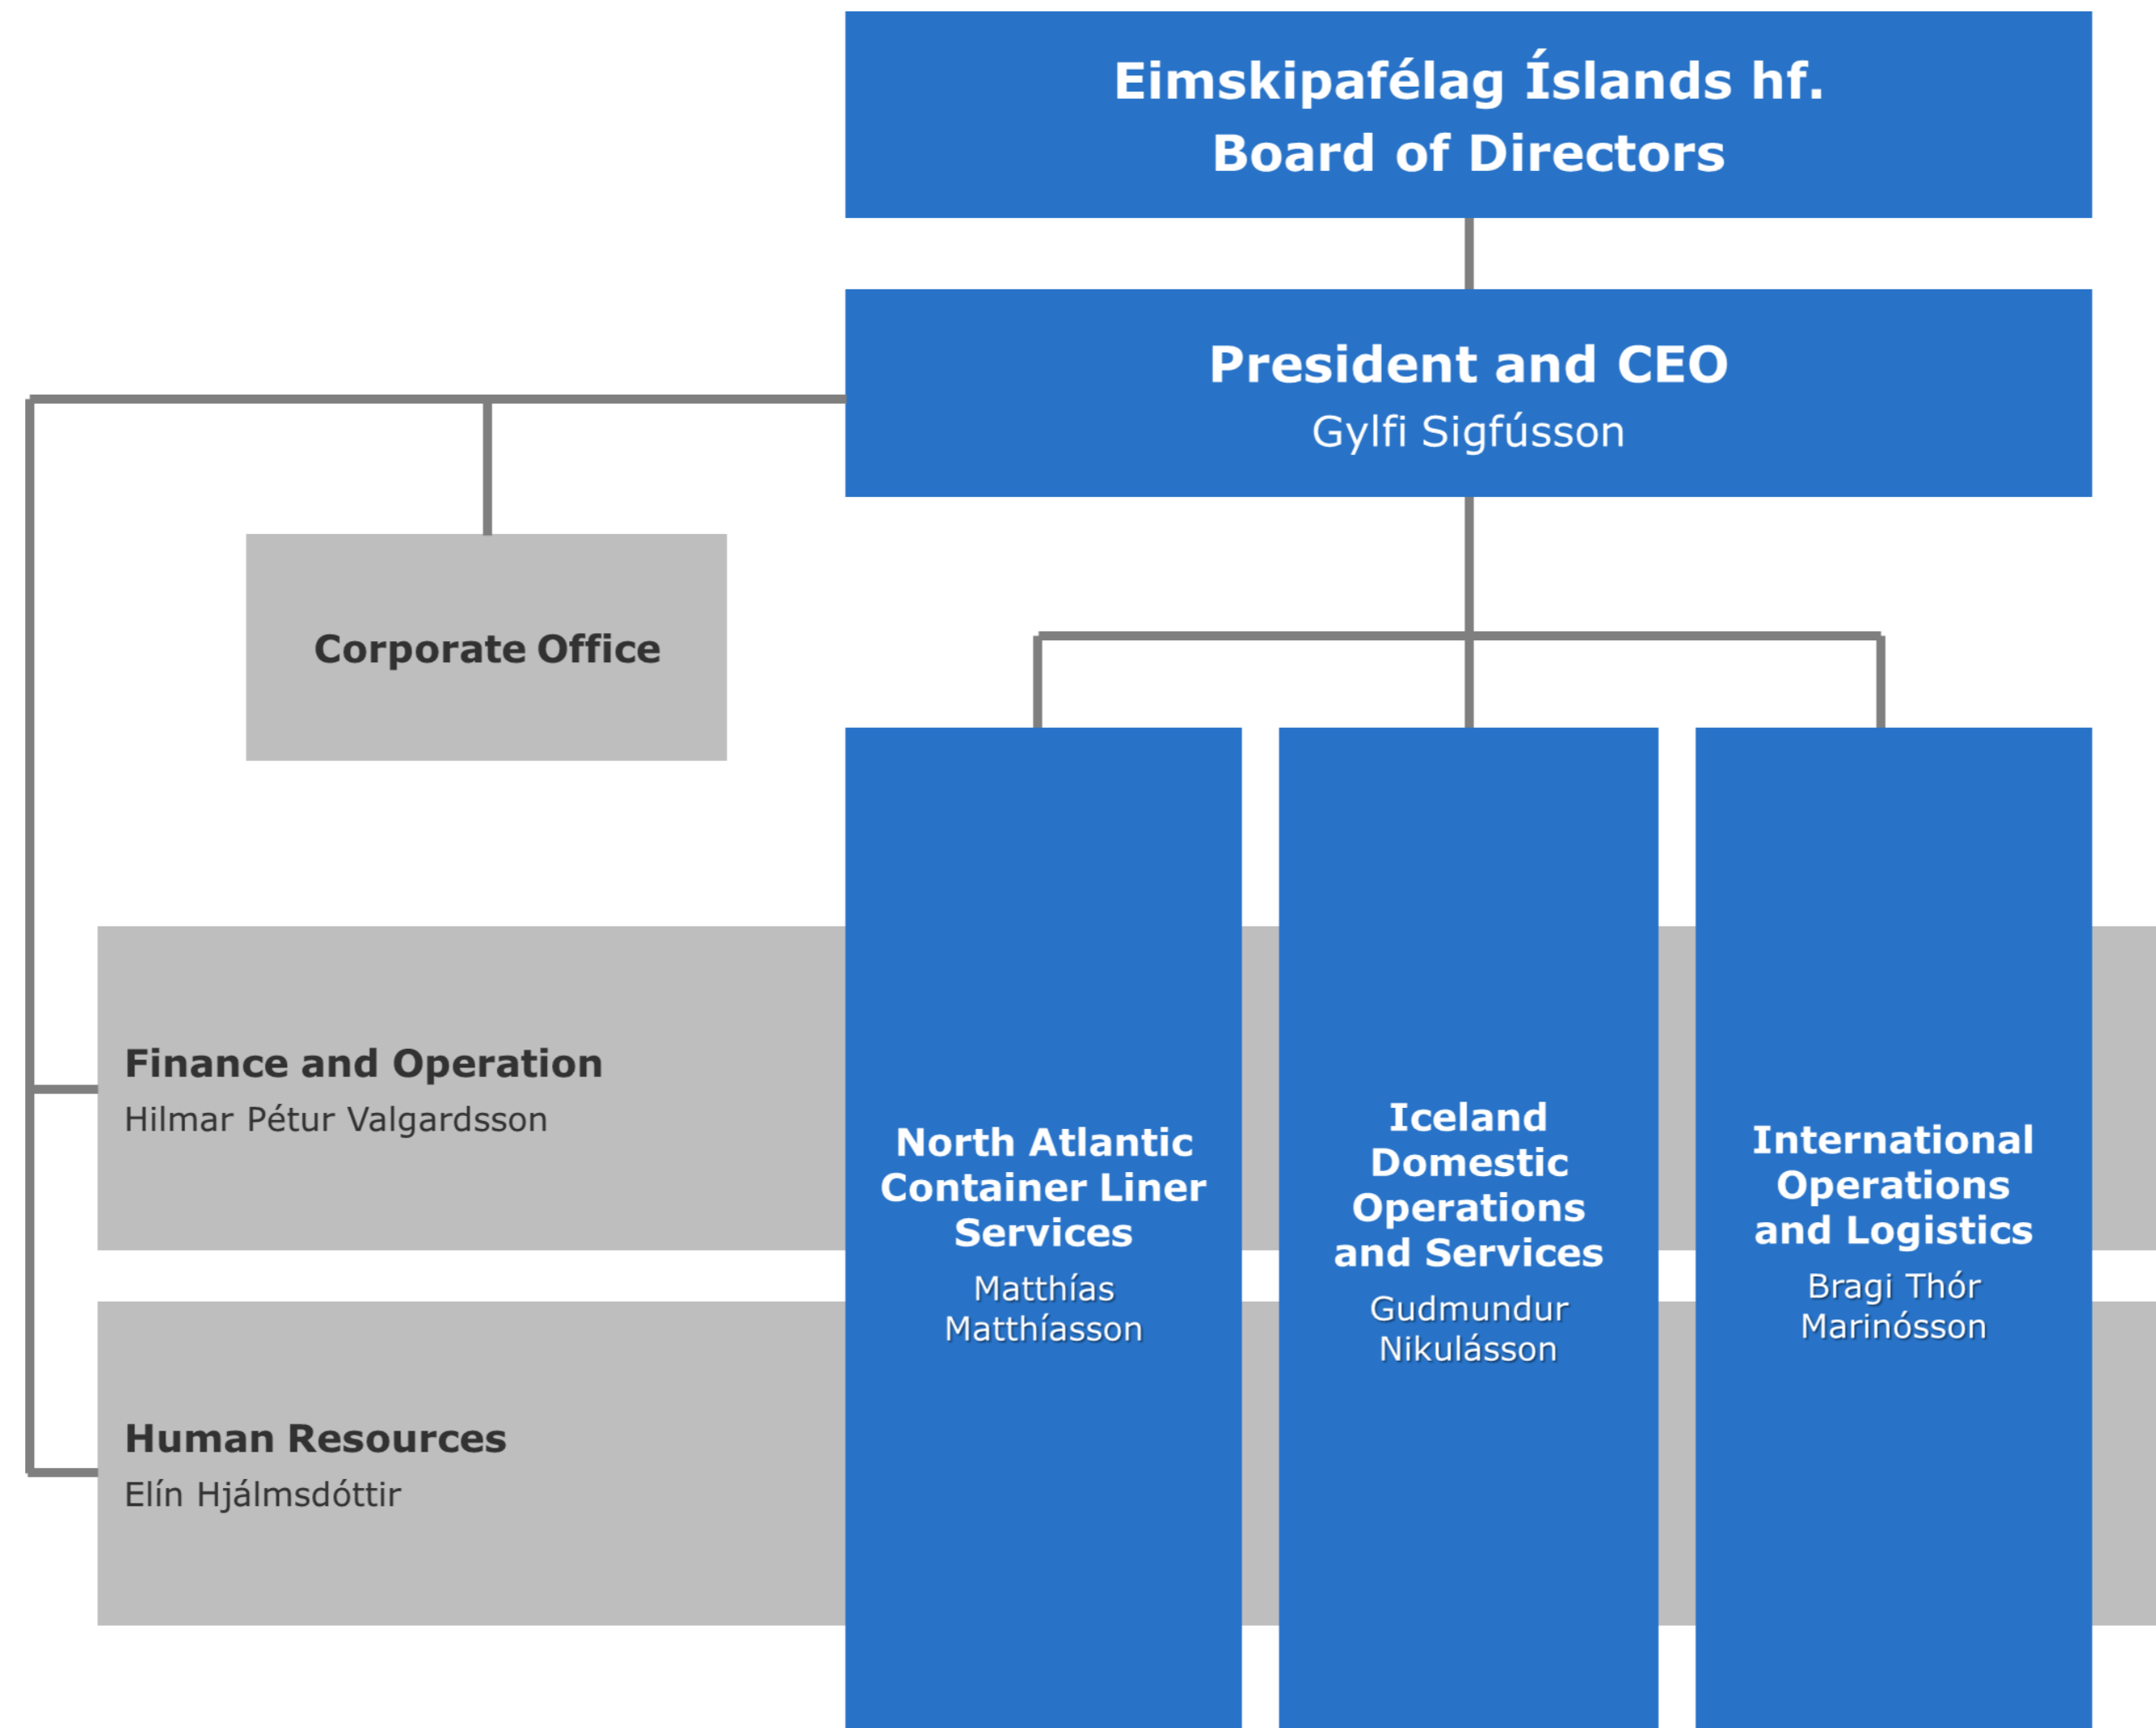 Eimskipafélag Íslands hf.
Board of Directors
President and CEO
Gylfi Sigfússon
Corporate Office
Finance and Operation
Hilmar Pétur Valgardsson
Human Resources
Elín Hjálmsdóttir
North Atlantic
Container Liner
Services
Matthías
Matthíasson
Iceland
Domestic
Operations
and Services
Gudmundur
Nikulásson
International
Operations
and Logistics
Bragi Thór
Marinósson